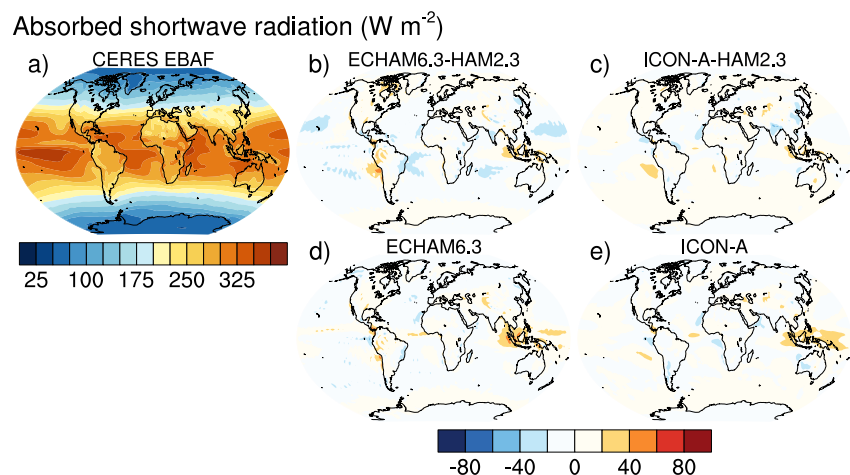 Absorbed shortwave radiation (W m-2)
a) CERES EBAF
b) ECHAM6.3-HAM2.3
c) ICON-A-HAM2.3
25 100 175 250 325
d) ECHAM6.3
e) ICON-A
-80 -40 0 40 80